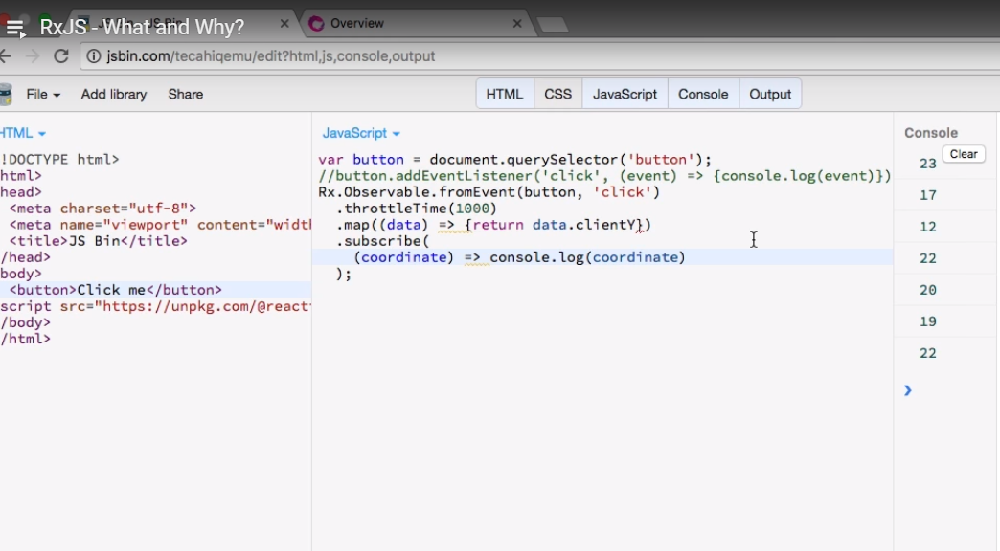 RxJS - What and Why?
Overview
jsbin.com/tecahiqemu/edit?html,js,console,output
File Add library Share HTML CSS JavaScript Console Output
HTML
!DOCTYPE html>
html>
head>
<meta charset="utf-8">
<meta name="viewport" content="widt
<title>JS Bin</title>
/head>
body>
<button>Click me</button>
script src="https://unpkg.com/@react
/body>
/html>
JavaScript
var button = document.querySelector('button');
//button.addEventListener('click', (event) => {console.log(event)})
Rx.Observable.fromEvent(button, 'click')
.throttleTime(1000)
.map((data) => {return data.clientY})
.subscribe(
(coordinate) => console.log(coordinate)
);
Console
Clear
23
17
12
22
20
19
22